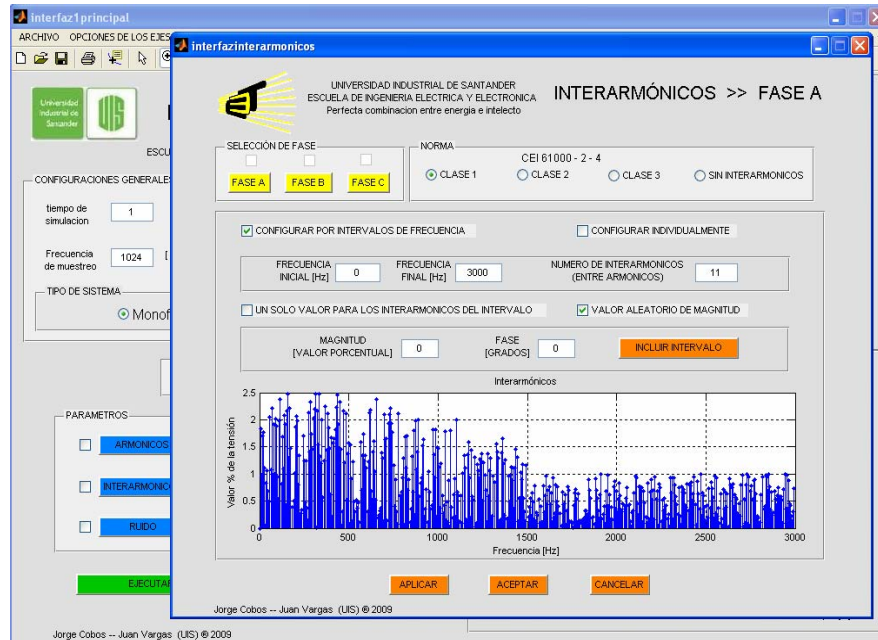 interfaz1principal
ARCHIVO OPCIONES DE LOS EJES
Universidad
Industrial de
Santander
UIS
ESCU
CONFIGURACIONES GENERALES
tiempo de
simulacion
1
Frecuencia
de muestreo
1024
[
TIPO DE SISTEMA
Monof
PARAMETROS
ARMONICOS
INTERARMONICO
RUIDO
EJECUTAR
Jorge Cobos -- Juan Vargas (UIS) @ 2009
interfazinterarmonicos
UNIVERSIDAD INDUSTRIAL DE SANTANDER
ESCUELA DE INGENIERIA ELECTRICA Y ELECTRONICA
Perfecta combinacion entre energia e intelecto
INTERARMÓNICOS >> FASE A
SELECCIÓN DE FASE
FASE A FASE B FASE C
NORMA
CEI 61000 - 2 - 4
CLASE 1 CLASE 2 CLASE 3 SIN INTERARMONICOS
CONFIGURAR POR INTERVALOS DE FRECUENCIA CONFIGURAR INDIVIDUALMENTE
FRECUENCIA
INICIAL [Hz]
0
FRECUENCIA
FINAL [Hz]
3000
NUMERO DE INTERARMONICOS
(ENTRE ARMONICOS)
11
UN SOLO VALOR PARA LOS INTERARMONICOS DEL INTERVALO VALOR ALEATORIO DE MAGNITUD
MAGNITUD
[VALOR PORCENTUAL]
0
FASE
[GRADOS]
0
INCLUIR INTERVALO
Interarmónicos
Valor % de la tensión
2.5
2
1.5
1
0.5
0
0 500 1000 1500 2000 2500 3000
Frecuencia [Hz]
APLICAR ACEPTAR CANCELAR
Jorge Cobos -- Juan Vargas (UIS) @ 2009